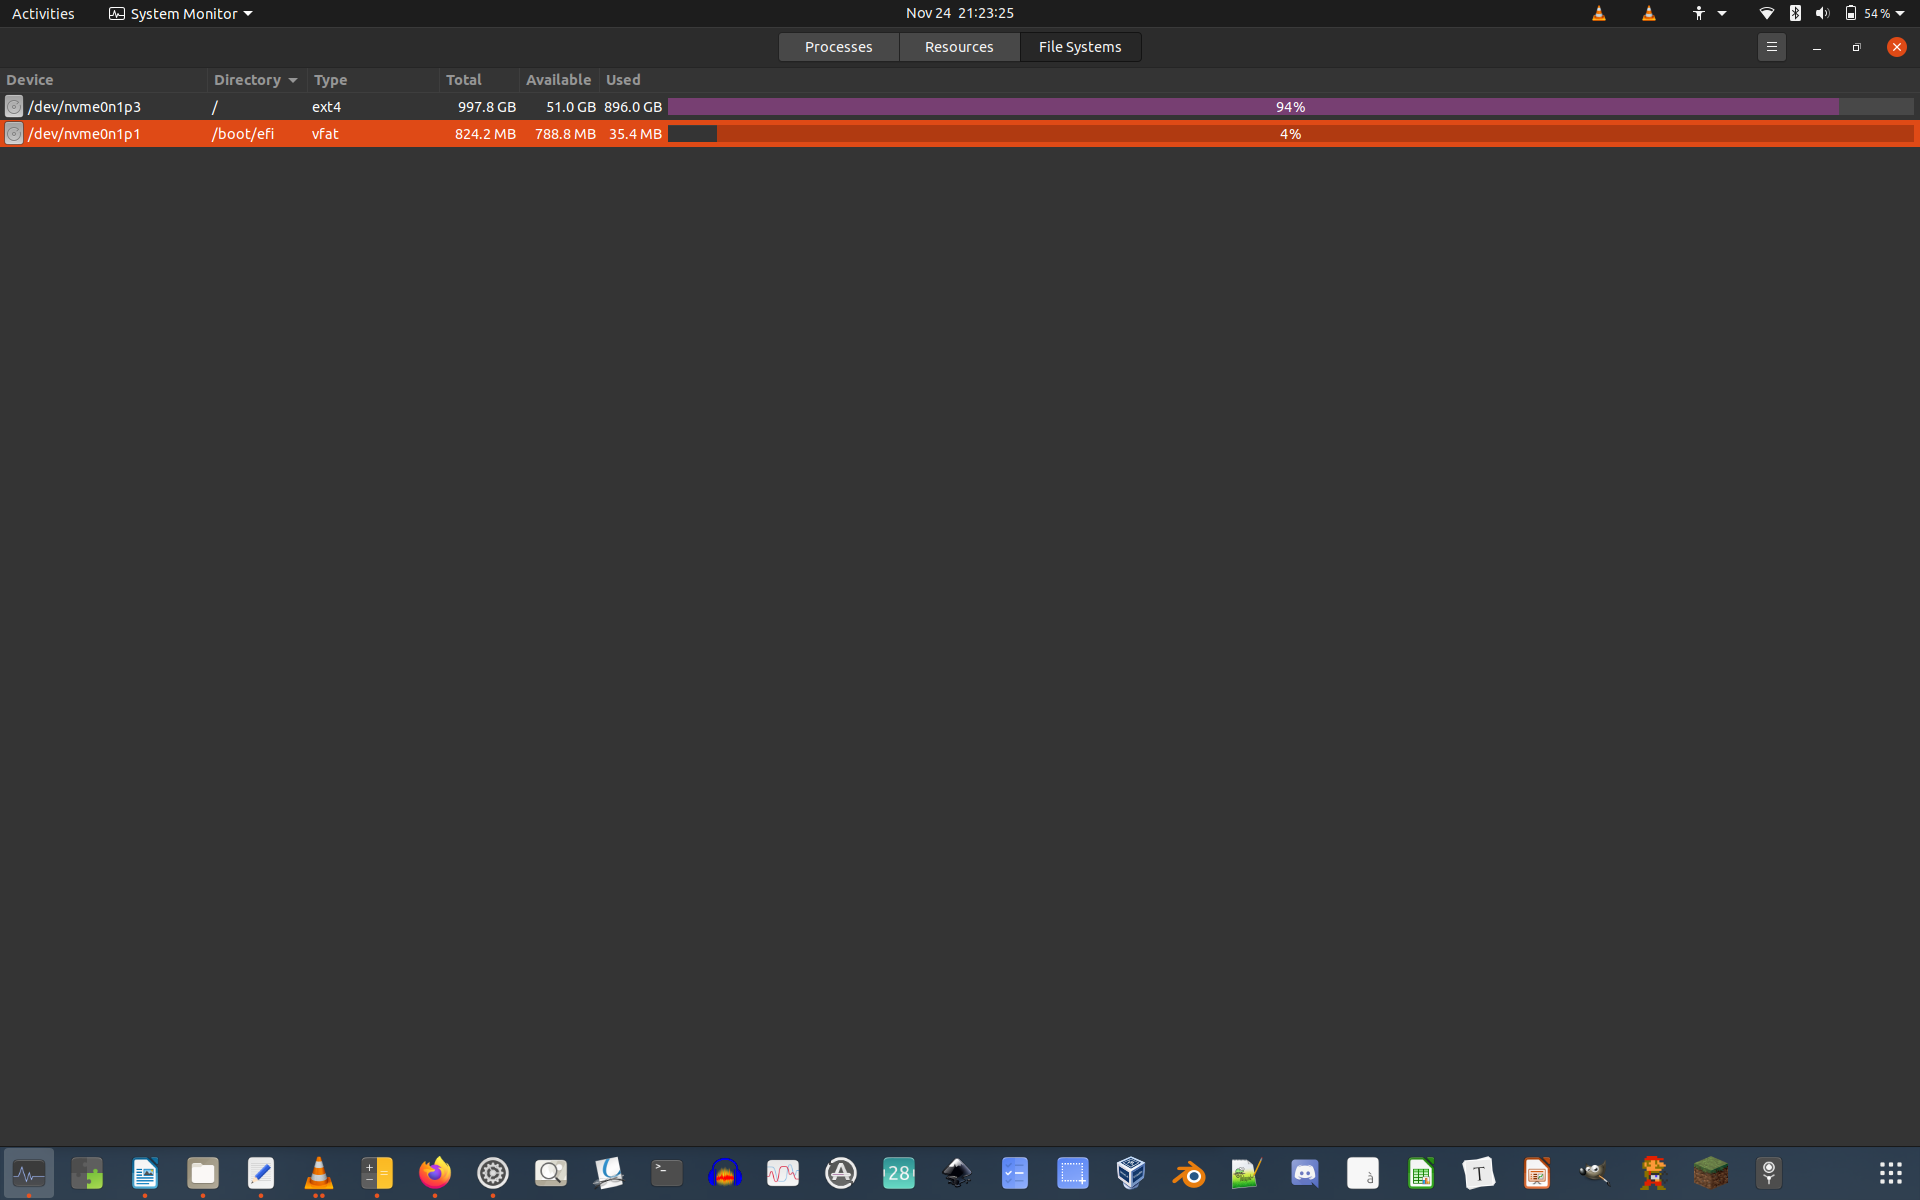 Activities System Monitor Nov 24 21:23:25 54 %
Processes Resources File Systems
Device Directory Type Total Available Used
/dev/nvme0n1p3 / ext4 997.8 GB 51.0 GB 896.0 GB 94%
/dev/nvme0n1p1 /boot/efi vfat 824.2 MB 788.8 MB 35.4 MB 4%
28